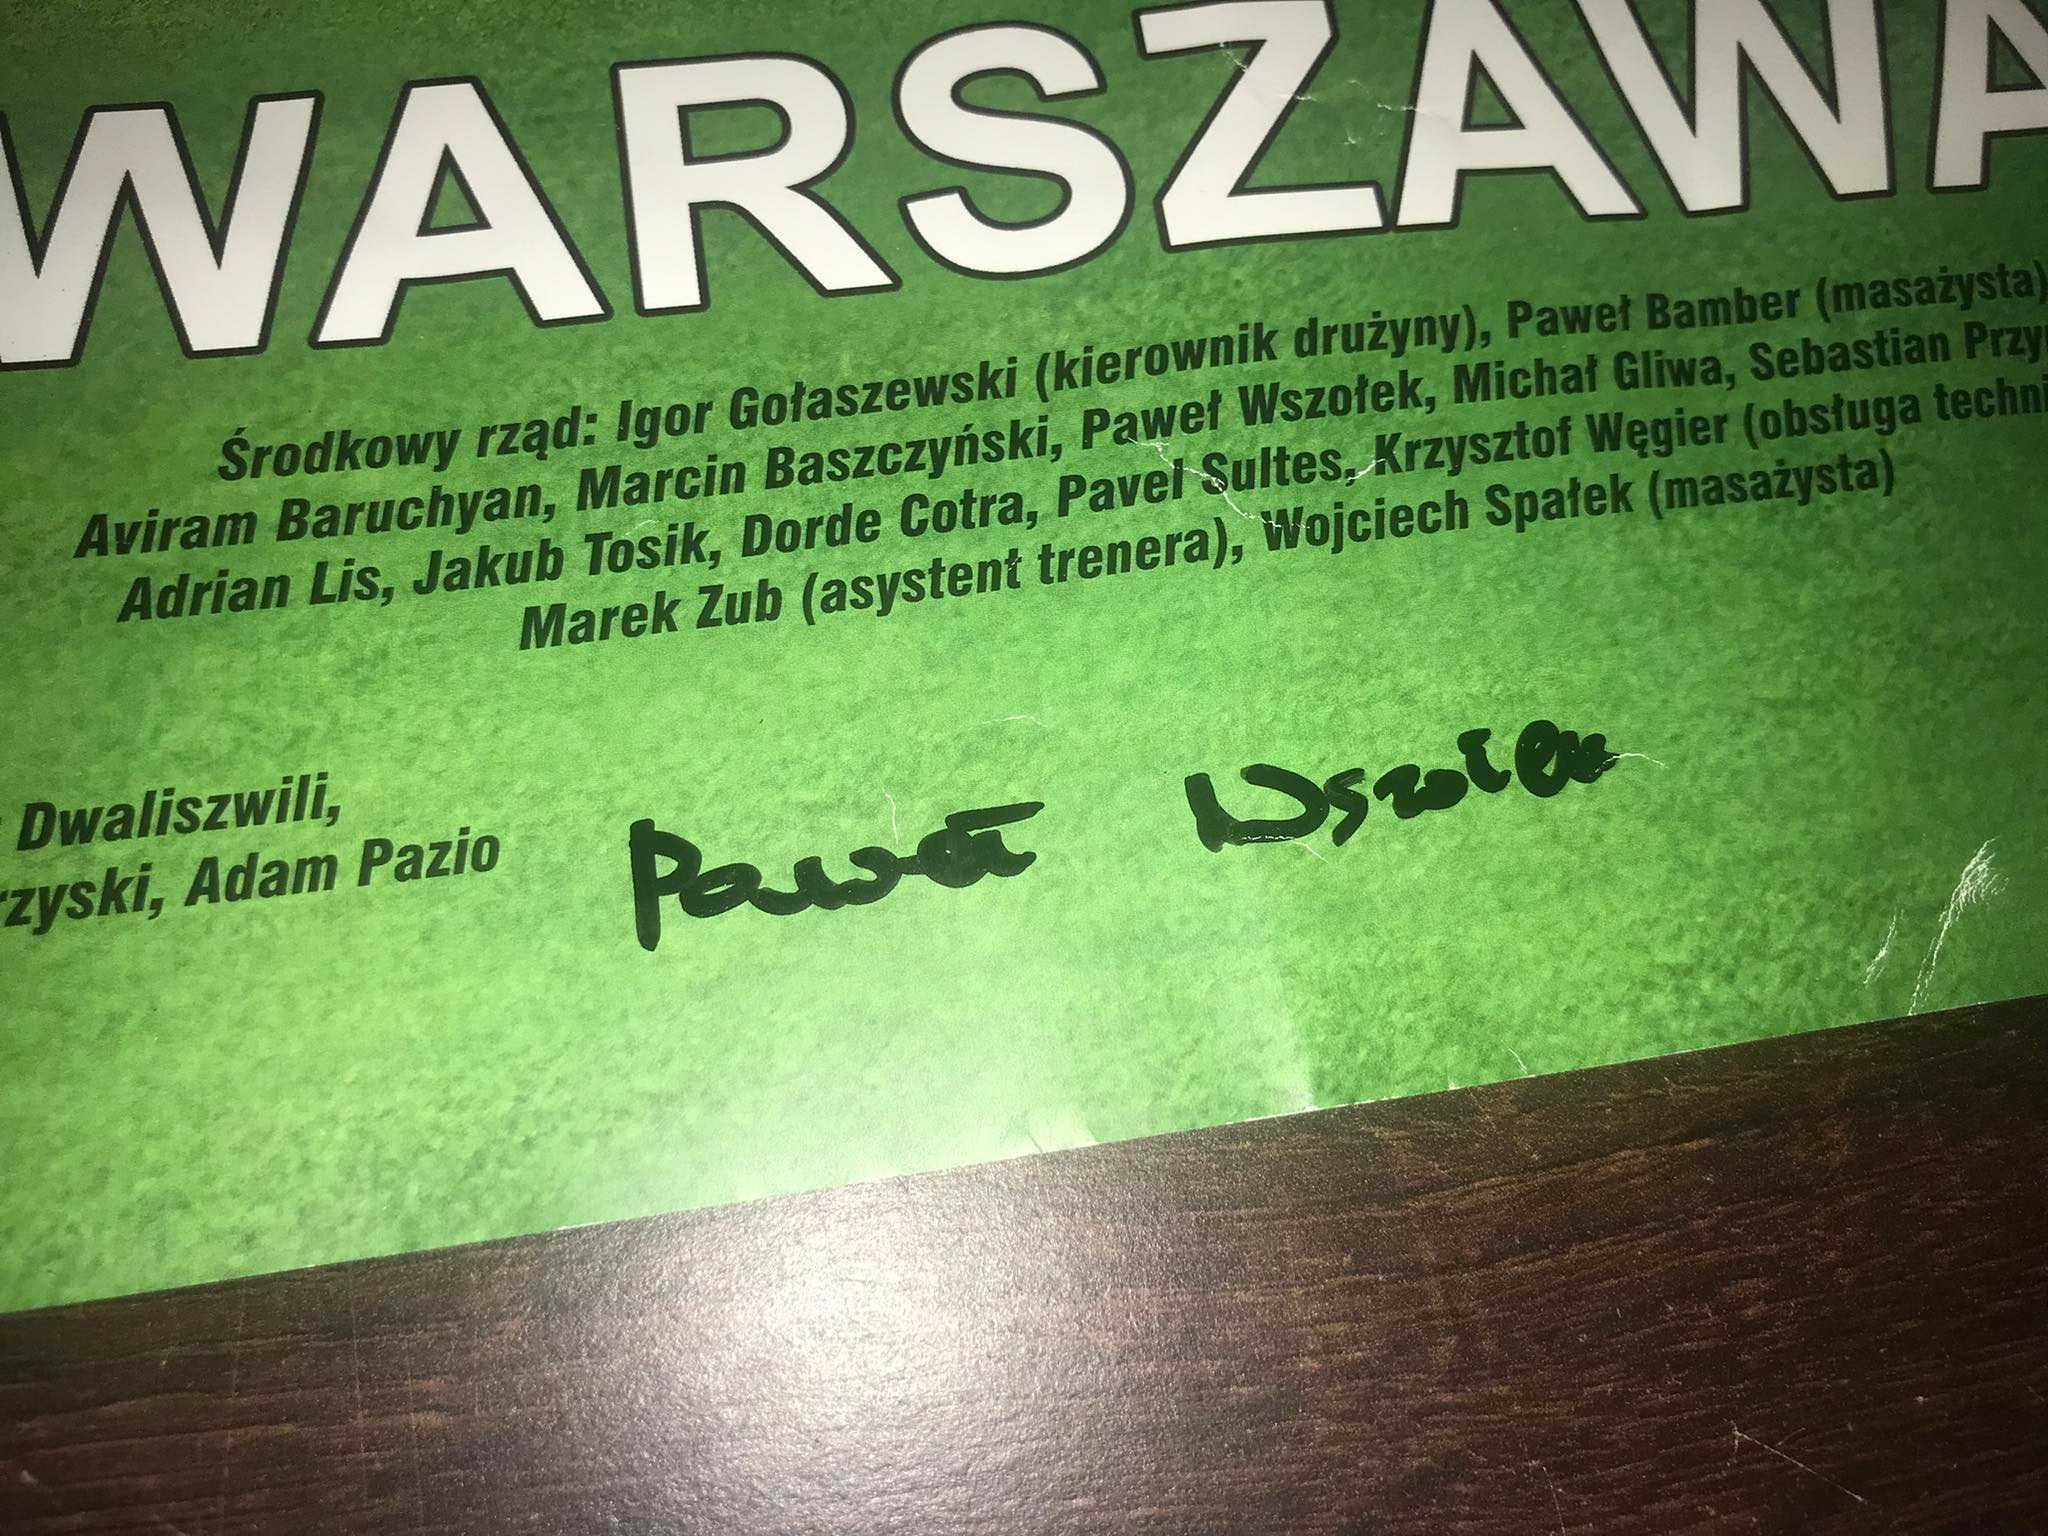 WARSZAWA
Środkowy rząd: Igor Gołaszewski (kierownik drużyny), Paweł Bamber (masażysta)
Aviram Baruchyan, Marcin Baszczyński, Paweł Wszołek, Michał Gliwa, Sebastian
Adrian Lis, Jakub Tosik, Dorde Cotra, Pavel Sultes, Krzysztof Węgier (obsługa
Marek Zub (asystent trenera), Wojciech Spałek (masażysta)
Dwaliszwili,
Adam Pazio
Paweł Wszołek